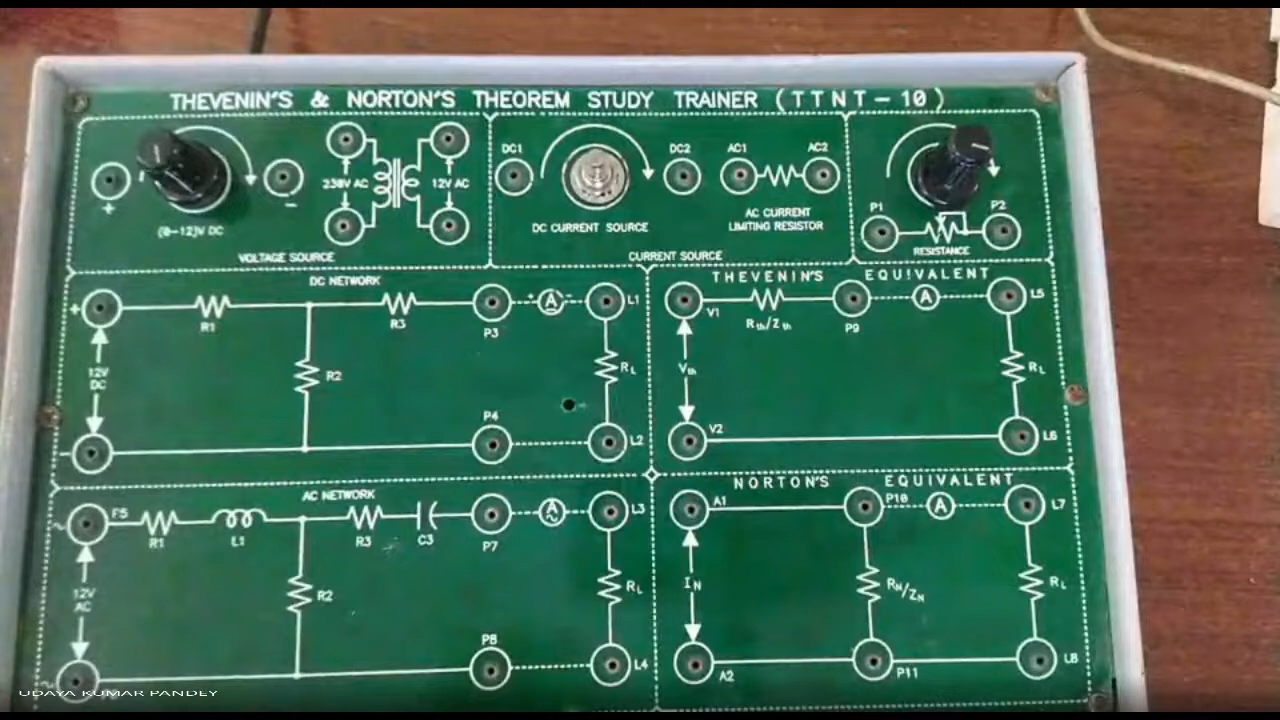 THEVENIN'S & NORTON'S THEOREM STUDY TRAINER (TTNT-10)
+
-
(0-12)V DC
230V AC
12V AC
VOLTAGE SOURCE
DC1
DC2
DC CURRENT SOURCE
AC1
AC2
AC CURRENT
LIMITING RESISTOR
CURRENT SOURCE
P1
P2
RESISTANCE
DC NETWORK
+
12V
DC
-
R1
R2
R3
P3
+ A -
L1
RL
P4
L2
THEVENIN'S EQUIVALENT
V1
Rth/Zth
P9
A
L5
Vth
RL
V2
L6
AC NETWORK
~
12V
AC
~
R1
L1
R2
R3
C3
P7
A
~
L3
RL
L4
NORTON'S EQUIVALENT
A1
P10
A
L7
IN
RN/ZN
RL
A2
P11
L8
UDAYA KUMAR PANDEY